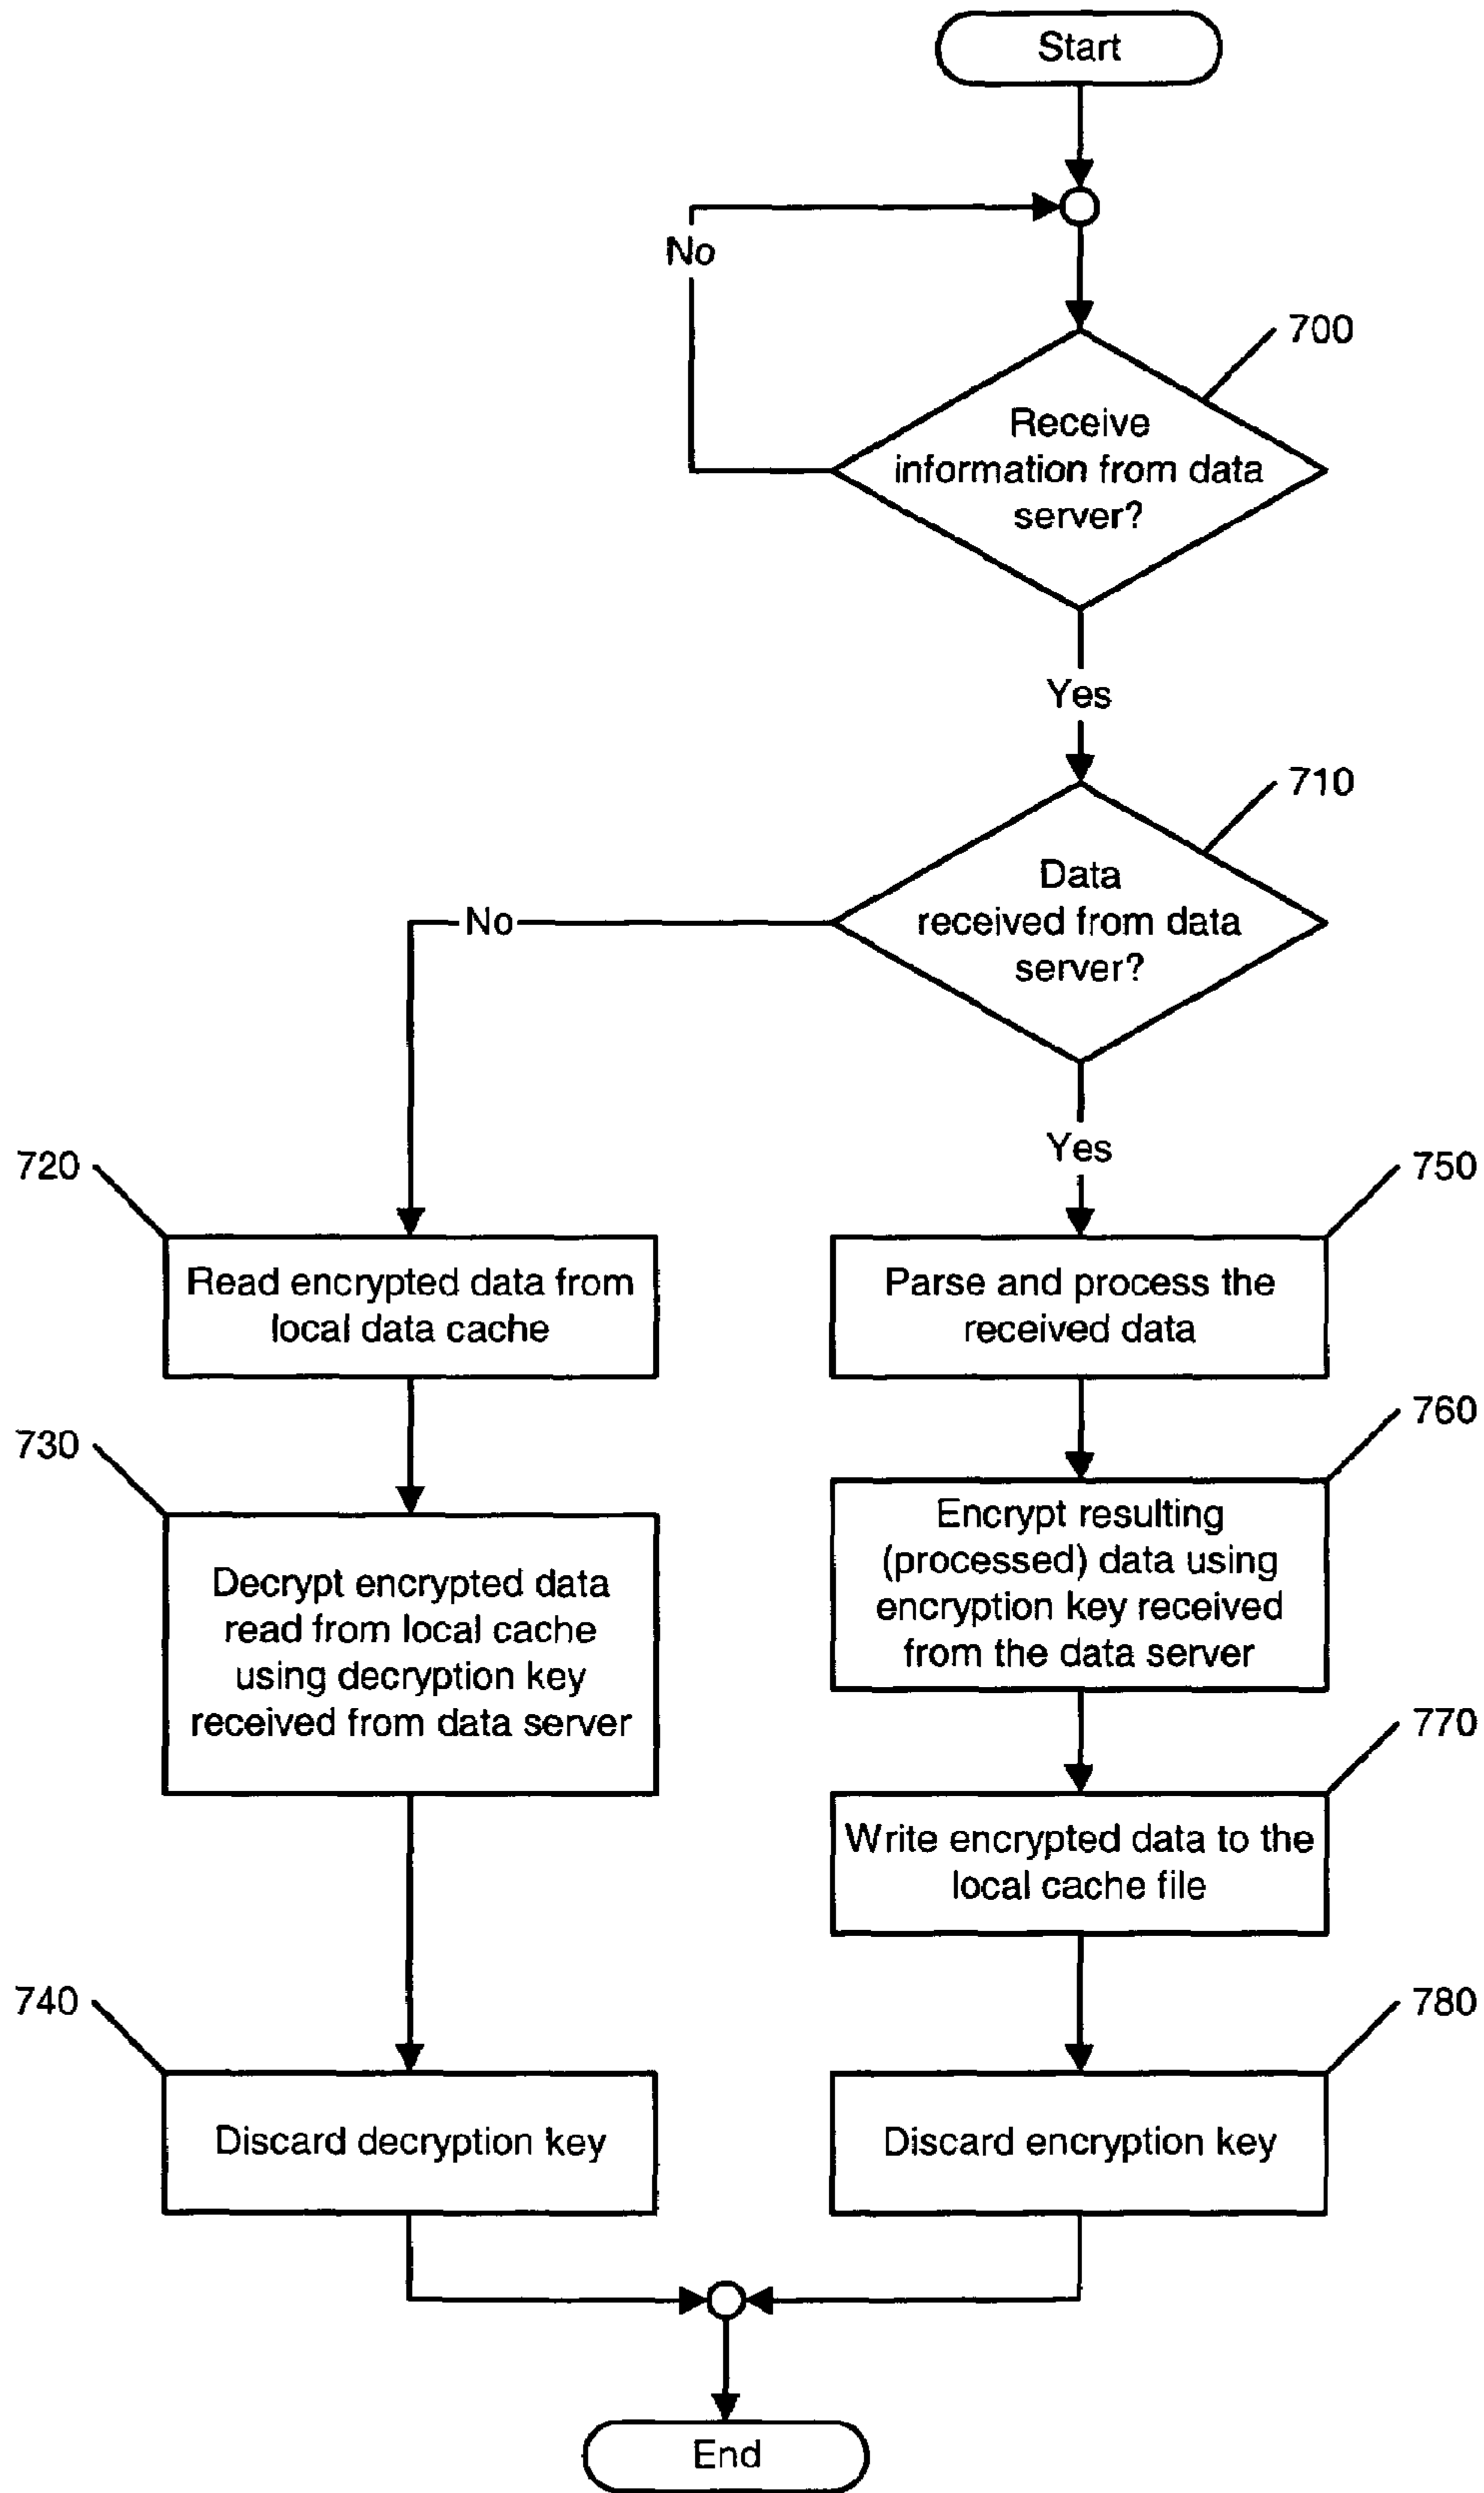 Start
No
700
Receive
information from data
server?
Yes
710
Data
received from data
server?
No
Yes
720
750
Read encrypted data from
local data cache
Parse and process the
received data
730
760
Decrypt encrypted data
read from local cache
using decryption key
received from data server
Encrypt resulting
(processed) data using
encryption key received
from the data server
770
Write encrypted data to the
local cache file
740
780
Discard decryption key
Discard encryption key
End